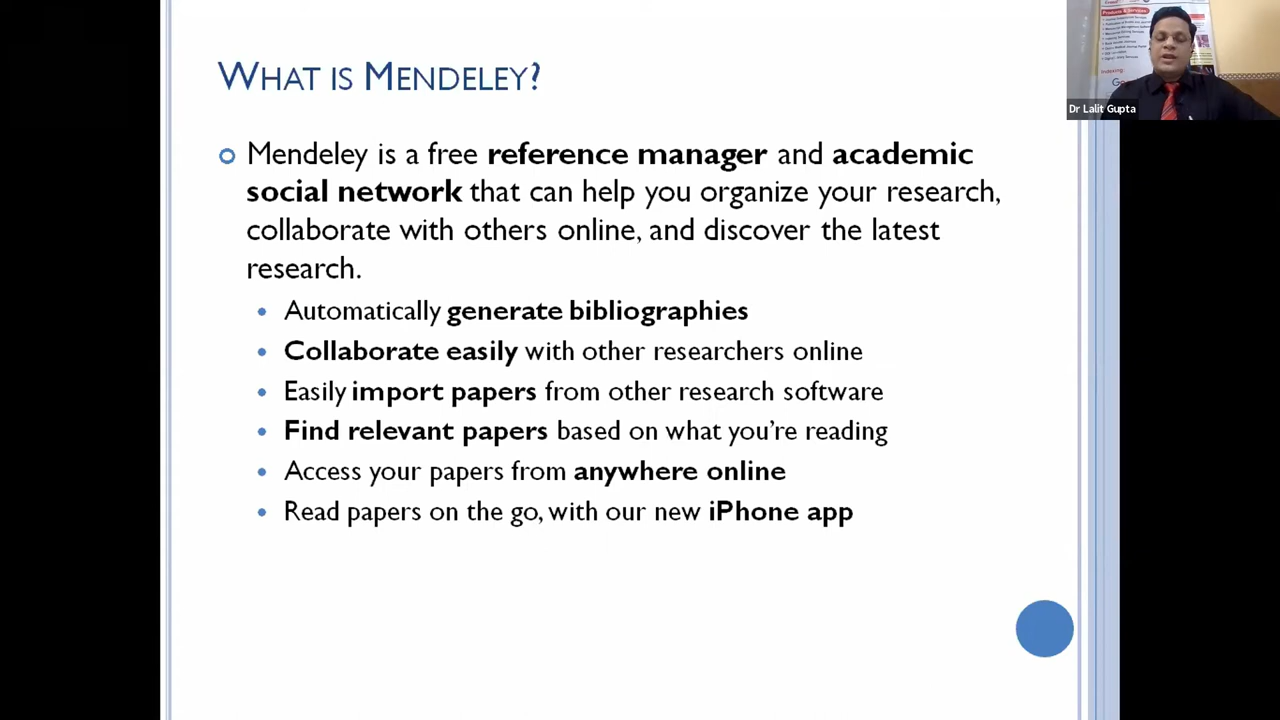 WHAT IS MENDELEY?
Mendeley is a free reference manager and academic
social network that can help you organize your research,
collaborate with others online, and discover the latest
research.
Automatically generate bibliographies
Collaborate easily with other researchers online
Easily import papers from other research software
Find relevant papers based on what you're reading
Access your papers from anywhere online
Read papers on the go, with our new iPhone app
Products & Services
Dr Lalit Gupta